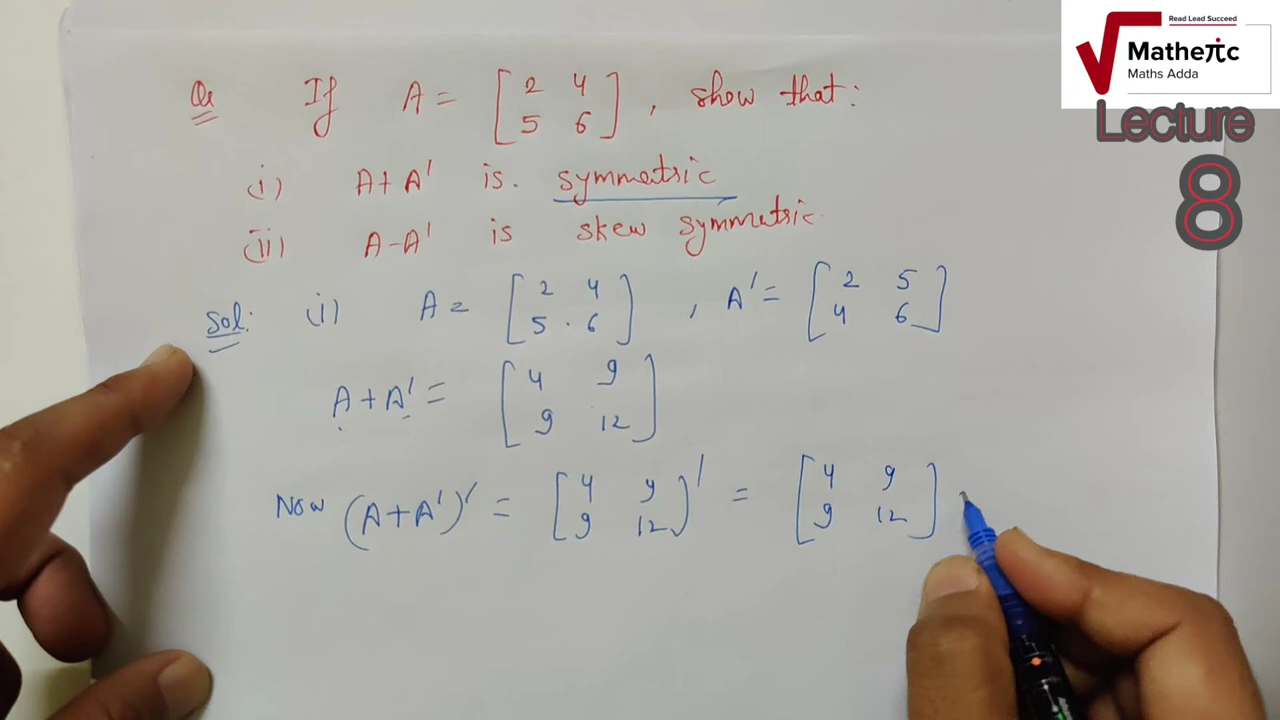 Read Lead Succeed
Matheπc
Maths Adda
Lecture
8
Q: If A = [2 4 5 6], show that:
(i) A+A' is. symmetric
(ii) A-A' is skew symmetric.
Sol: (i) A = [2 4 5 . 6], A' = [2 5 4 6]
A+A' = [4 9 9 12]
Now (A+A')' = [4 9 9 12]' = [4 9 9 12]